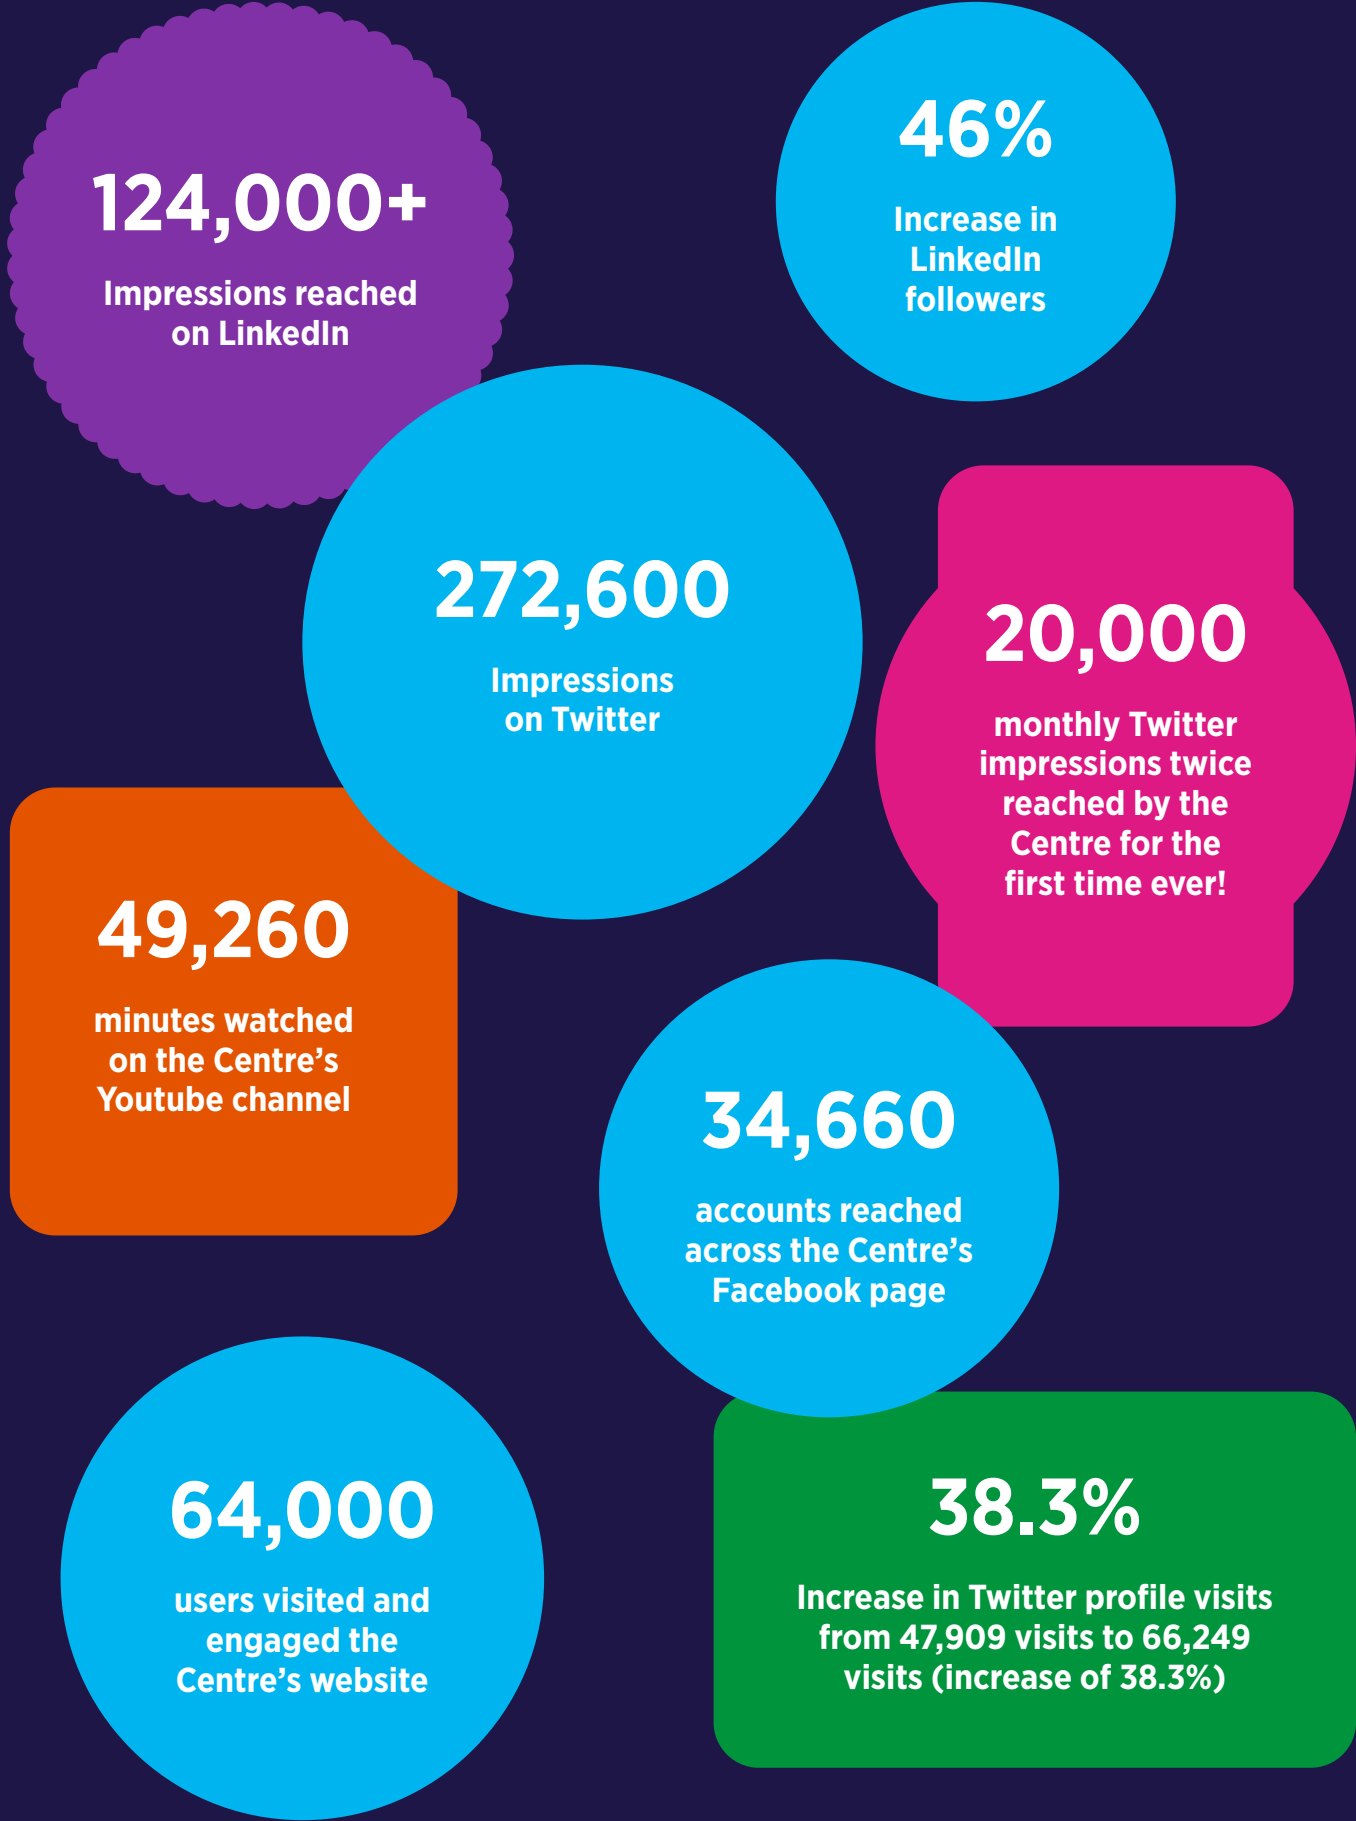 124,000+
Impressions reached
on LinkedIn
46%
Increase in
LinkedIn
followers
272,600
Impressions
on Twitter
20,000
monthly Twitter
impressions twice
reached by the
Centre for the
first time ever!
49,260
minutes watched
on the Centre’s
Youtube channel
34,660
accounts reached
across the Centre’s
Facebook page
64,000
users visited and
engaged the
Centre’s website
38.3%
Increase in Twitter profile visits
from 47,909 visits to 66,249
visits (increase of 38.3%)